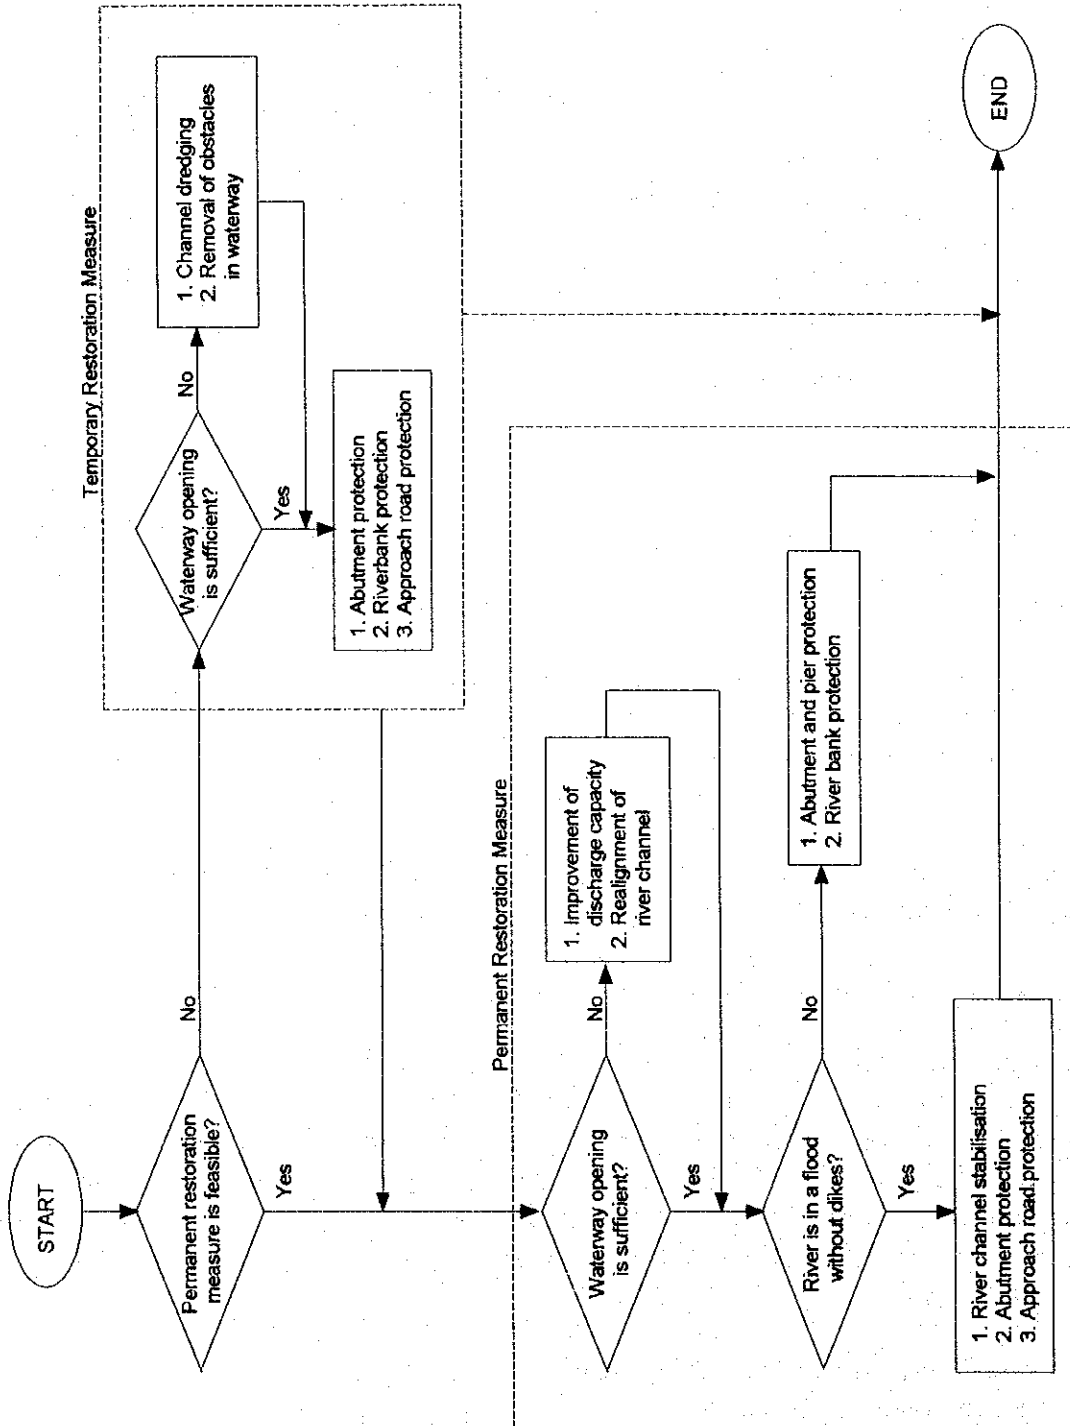 START
Permanent restoration
measure is feasible?
No
Yes
Temporary Restoration Measure
Waterway opening
is sufficient?
No
Yes
1. Channel dredging
2. Removal of obstacles
in waterway
1. Abutment protection
2. Riverbank protection
3. Approach road protection
Permanent Restoration Measure
Waterway opening
is sufficient?
No
Yes
1. Improvement of
discharge capacity
2. Realignment of
river channel
River is in a flood
without dikes?
No
Yes
1. Abutment and pier protection
2. River bank protection
1. River channel stabilisation
2. Abutment protection
3. Approach road protection
END